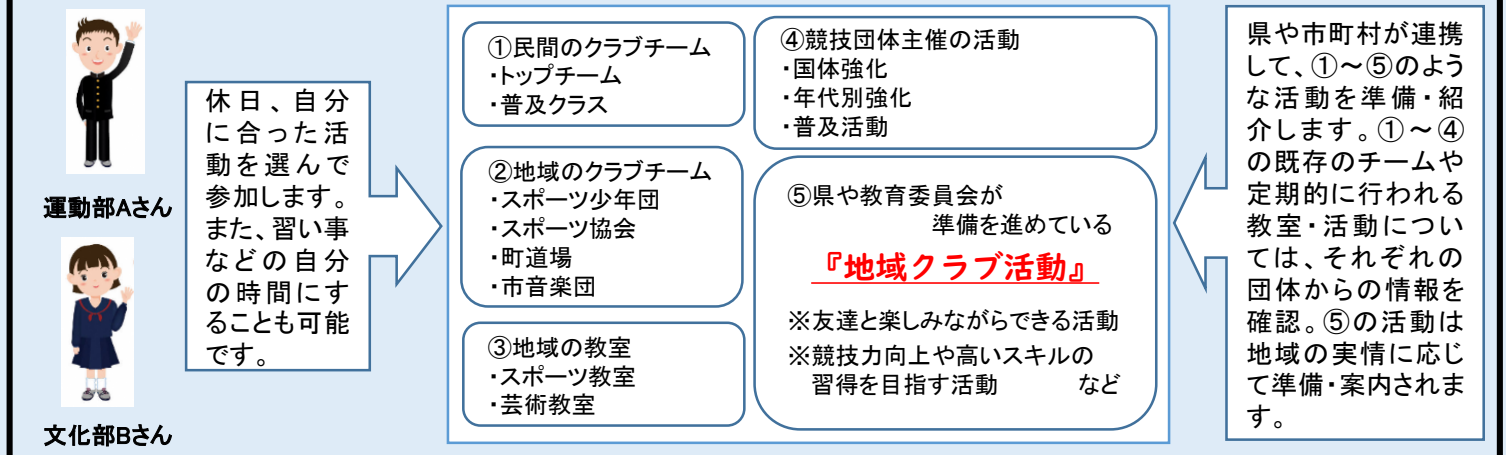 運動部Aさん
文化部Bさん
休日、自分
に合った活
動を選んで
参加します。
また、習い事
などの自分
の時間にす
ることも可能
です。
①民間のクラブチーム
・トップチーム
・普及クラス
②地域のクラブチーム
・スポーツ少年団
・スポーツ協会
・町道場
・市音楽団
③地域の教室
・スポーツ教室
・芸術教室
④競技団体主催の活動
・国体強化
・年代別強化
・普及活動
⑤県や教育委員会が
準備を進めている
『地域クラブ活動』
※友達と楽しみながらできる活動
※競技力向上や高いスキルの
習得を目指す活動　　　など
県や市町村が連携
して、①～⑤のよう
な活動を準備・紹
介します。①～④
の既存のチームや
定期的に行われる
教室・活動につい
ては、それぞれの
団体からの情報を
確認。⑤の活動は
地域の実情に応じ
て準備・案内されま
す。